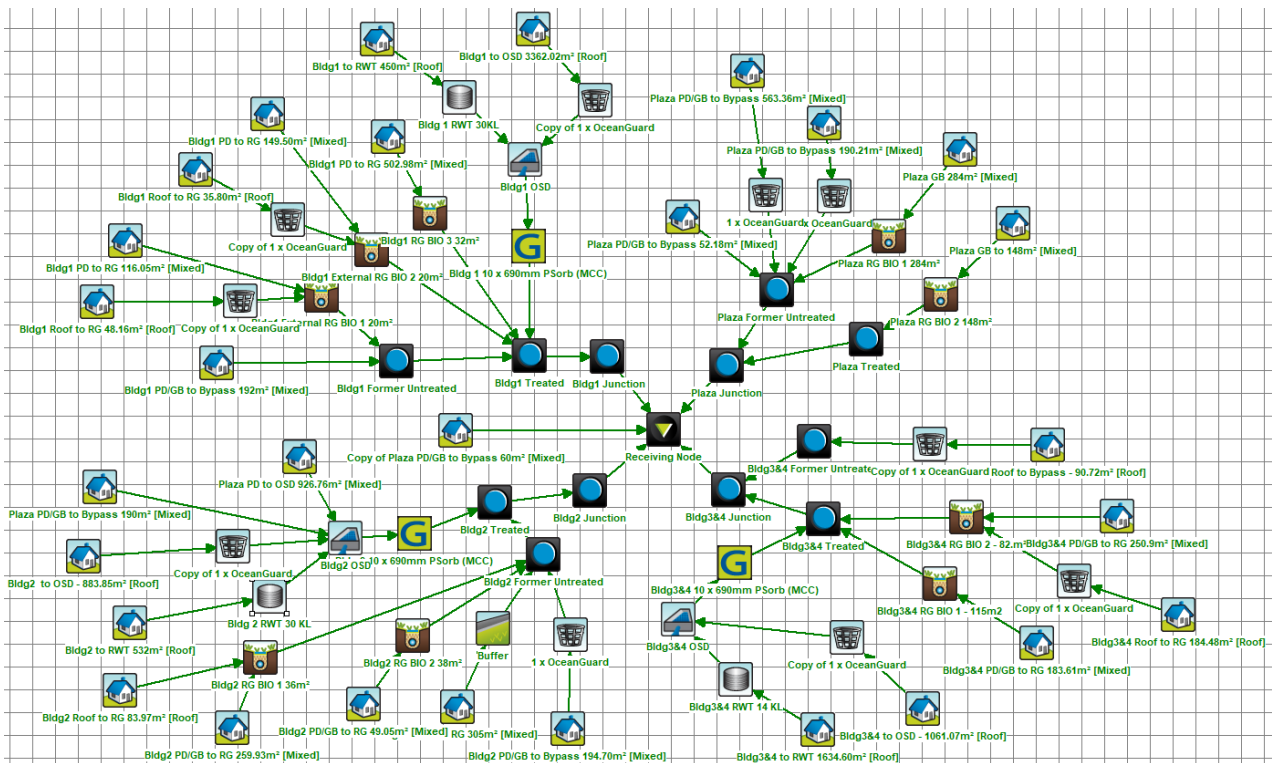 Bldg1 to OSD 3362.02m² [Roof]
Bldg1 to RWT 450m² [Roof]
Plaza PD/GB to Bypass 563.36m² [Mixed]
Bldg 1 RWT 30KL
Copy of 1 x OceanGuard
Bldg1 PD to RG 149.50m² [Mixed]
Plaza PD/GB to Bypass 190.21m² [Mixed]
Bldg1 PD to RG 502.98m² [Mixed]
Plaza GB 284m² [Mixed]
Bldg1 OSD
Bldg1 Roof to RG 35.80m² [Roof]
1 x OceanGuard
x OceanGuard
Bldg1 RG BIO 3 32m²
Copy of 1 x OceanGuard
Plaza PD/GB to Bypass 52.18m² [Mixed]
Plaza GB to 148m² [Mixed]
Plaza RG BIO 1 284m²
Bldg1 PD to RG 116.05m² [Mixed]
G
Bldg1 External RG BIO 2 20m²
Bldg 1 10 x 690mm PSorb (MCC)
Plaza Former Untreated
Plaza RG BIO 2 148m²
External RG BIO 1 20m²
Bldg1 Roof to RG 48.16m² [Roof]
Copy of 1 x OceanGuard
Plaza Treated
Bldg1 PD/GB to Bypass 192m² [Mixed]
Bldg1 Former Untreated
Bldg1 Treated
Bldg1 Junction
Plaza Junction
Copy of Plaza PD/GB to Bypass 60m² [Mixed]
Receiving Node
Bldg3&4 Former Untreate
Copy of 1 x OceanGuard
Roof to Bypass - 90.72m² [Roof]
Plaza PD to OSD 926.76m² [Mixed]
Plaza PD/GB to Bypass 190m² [Mixed]
Bldg2 Treated
Bldg2 Junction
Bldg3&4 Junction
Bldg3&4 Treated
Bldg3&4 RG BIO 2 - 82.m²
Bldg3&4 PD/GB to RG 250.9m² [Mixed]
G
Bldg2 OSD
10 x 690mm PSorb (MCC)
Copy of 1 x OceanGuard
Bldg2 to OSD - 883.85m² [Roof]
Bldg2 Former Untreated
G
Bldg3&4 10 x 690mm PSorb (MCC)
Bldg3&4 RG BIO 1 - 115m2
Copy of 1 x OceanGuard
Bldg 2 RWT 30 KL
Bldg2 to RWT 532m² [Roof]
Bldg3&4 OSD
Bldg3&4 Roof to RG 184.48m² [Roof]
Bldg2 RG BIO 2 38m²
Buffer
1 x OceanGuard
Copy of 1 x OceanGuard
Bldg3&4 PD/GB to RG 183.61m² [Mixed]
Bldg2 RG BIO 1 36m²
Bldg3&4 RWT 14 KL
Bldg2 Roof to RG 83.97m² [Roof]
Bldg2 PD/GB to RG 49.05m² [Mixed]
RG 305m² [Mixed]
Bldg3&4 to OSD - 1061.07m² [Roof]
Bldg2 PD/GB to RG 259.93m² [Mixed]
Bldg2 PD/GB to Bypass 194.70m² [Mixed]
Bldg3&4 to RWT 1634.60m² [Roof]